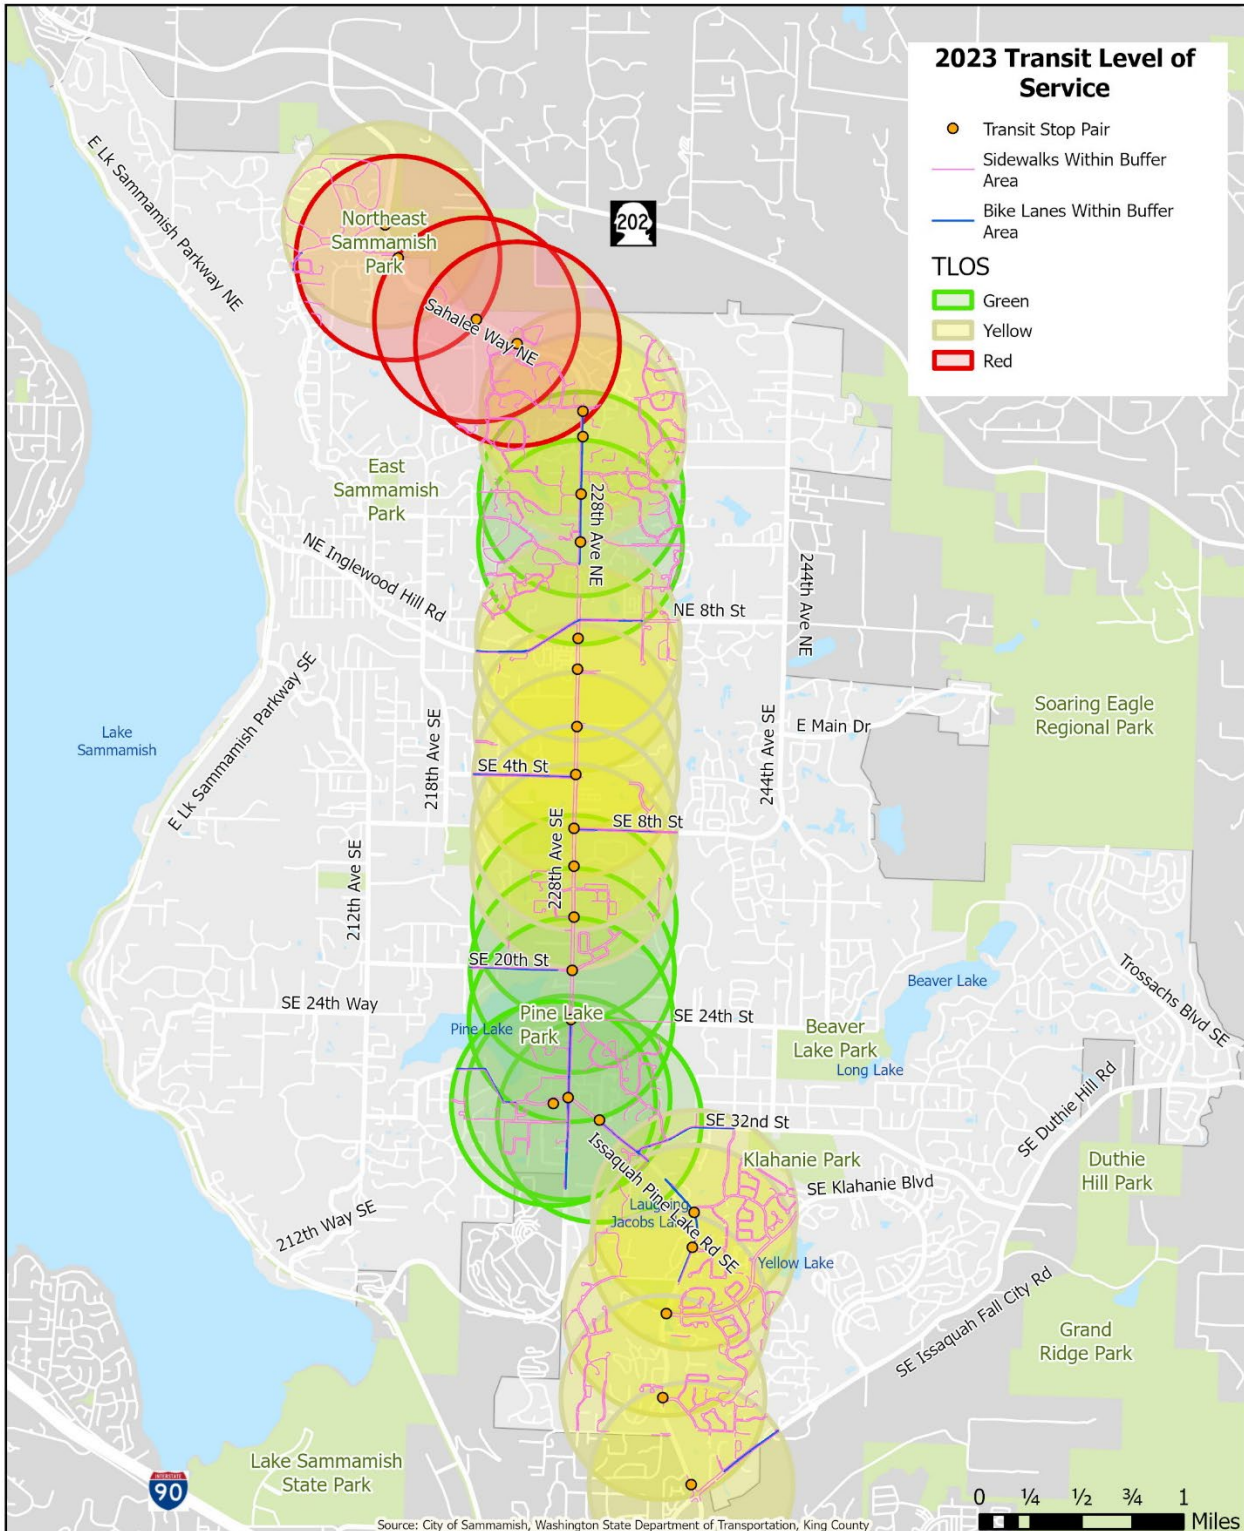 2023 Transit Level of
Service
Transit Stop Pair
Sidewalks Within Buffer
Area
Bike Lanes Within Buffer
Area
TLOS
Green
Yellow
Red
E Lk Sammamish Parkway NE
202
Northeast
Sammamish
Park
Sahalee Way NE
East
Sammamish
Park
228th Ave NE
NE Inglewood Hill Rd
244th Ave NE
NE 8th St
E Lk Sammamish Parkway SE
Soaring Eagle
Regional Park
Lake
Sammamish
218th Ave SE
244th Ave SE
E Main Dr
SE 4th St
SE 8th St
228th Ave SE
212th Ave SE
SE 20th St
Beaver Lake
Trossachs Blvd SE
SE 24th Way
Pine Lake
Pine Lake
Park
SE 24th St
Beaver
Lake Park
Long Lake
SE Duthie Hill Rd
SE 32nd St
Issaquah Pine Lake Rd SE
Klahanie Park
Duthie
Hill Park
SE Klahanie Blvd
Laughing
Jacobs Lake
212th Way SE
Yellow Lake
SE Issaquah Fall City Rd
Grand
Ridge Park
Lake Sammamish
State Park
INTERSTATE
90
0 ¼ ½ ¾ 1
Miles
Source: City of Sammamish, Washington State Department of Transportation, King County